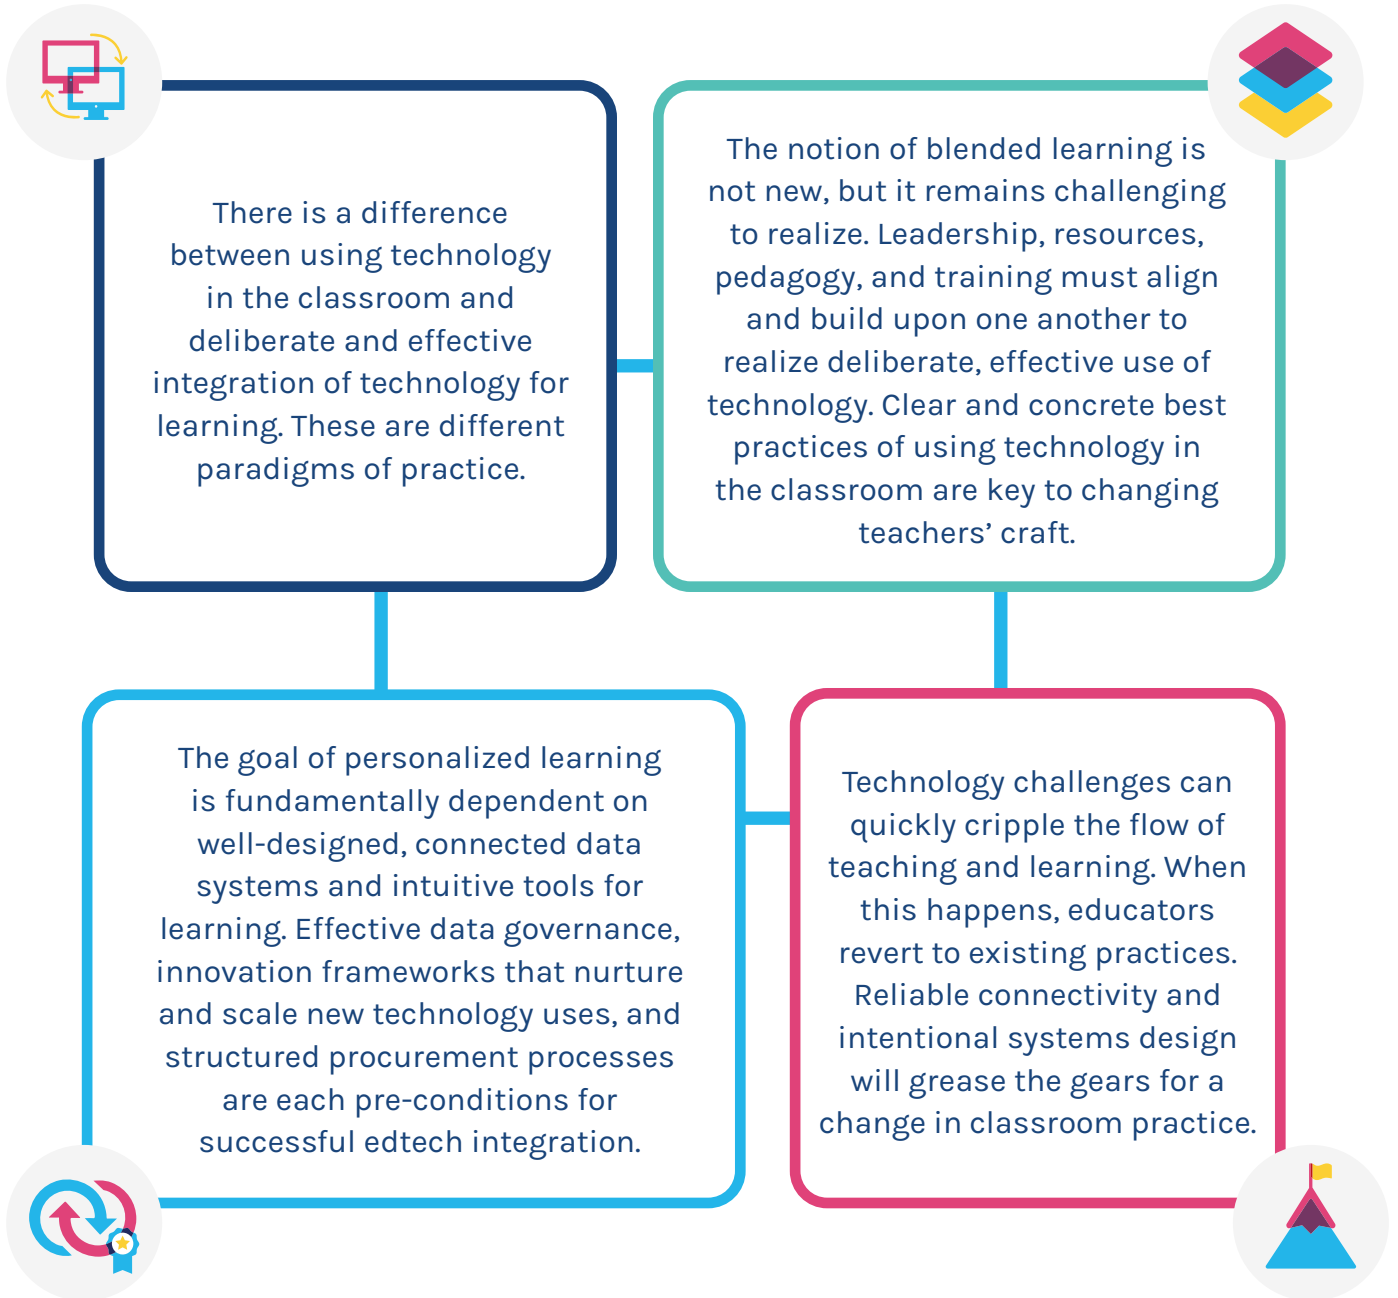 There is a difference
between using technology
in the classroom and
deliberate and effective
integration of technology for
learning. These are different
paradigms of practice.
The notion of blended learning is
not new, but it remains challenging
to realize. Leadership, resources,
pedagogy, and training must align
and build upon one another to
realize deliberate, effective use of
technology. Clear and concrete best
practices of using technology in
the classroom are key to changing
teachers’ craft.
The goal of personalized learning
is fundamentally dependent on
well-designed, connected data
systems and intuitive tools for
learning. Effective data governance,
innovation frameworks that nurture
and scale new technology uses, and
structured procurement processes
are each pre-conditions for
successful edtech integration.
Technology challenges can
quickly cripple the flow of
teaching and learning. When
this happens, educators
revert to existing practices.
Reliable connectivity and
intentional systems design
will grease the gears for a
change in classroom practice.